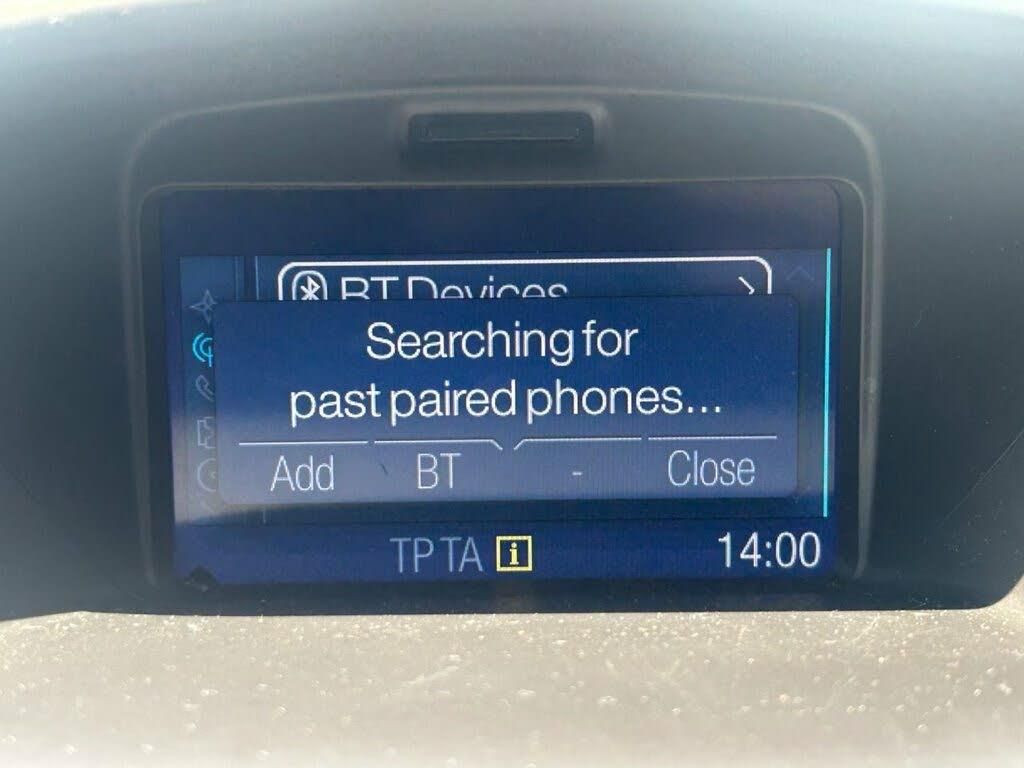 BT Devices
Searching for
past paired phones...
Add BT - Close
TP TA i 14:00